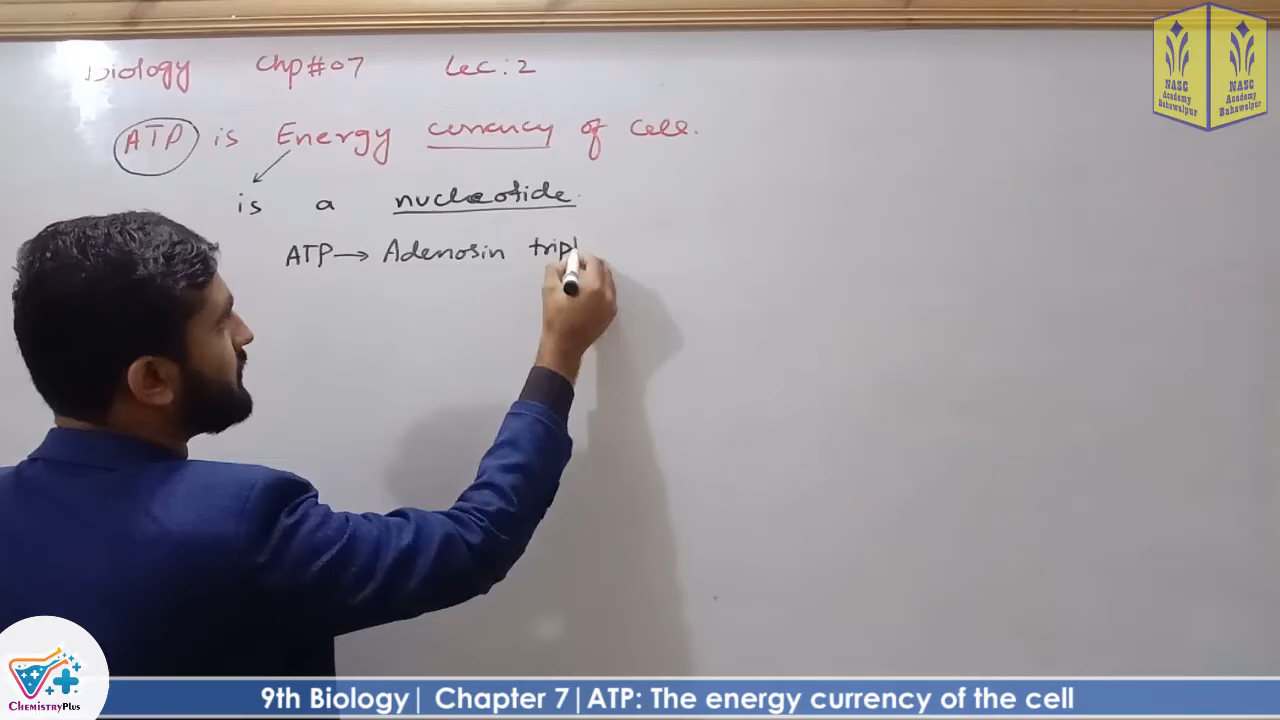 Biology Chp#07 Lec:2
ATP is Energy currency of cell.
is a nucleotide.
ATP → Adenosin tripl
NASC Academy Bahawalpur
NASC Academy Bahawalpur
ChemistryPlus
9th Biology| Chapter 7|ATP: The energy currency of the cell